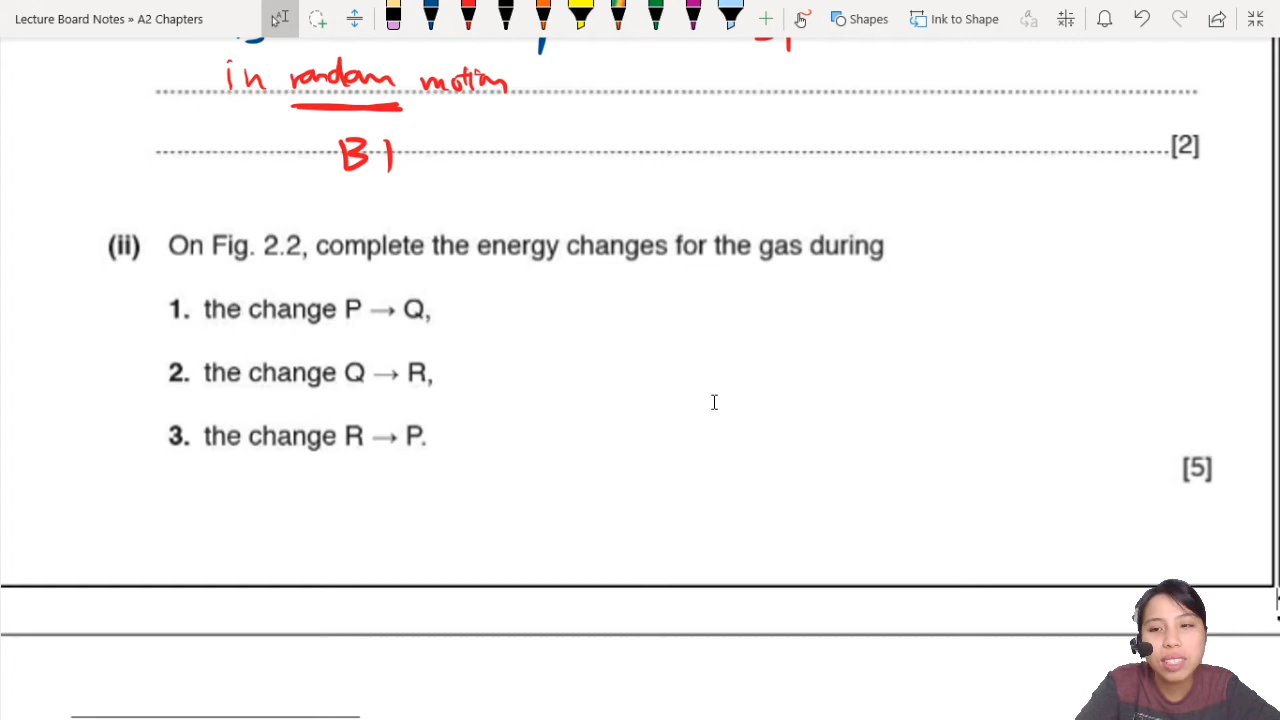 Lecture Board Notes » A2 Chapters
Shapes
Ink to Shape
in random motion
B1
[2]
(ii) On Fig. 2.2, complete the energy changes for the gas during
1. the change P → Q,
2. the change Q → R,
3. the change R → P.
[5]